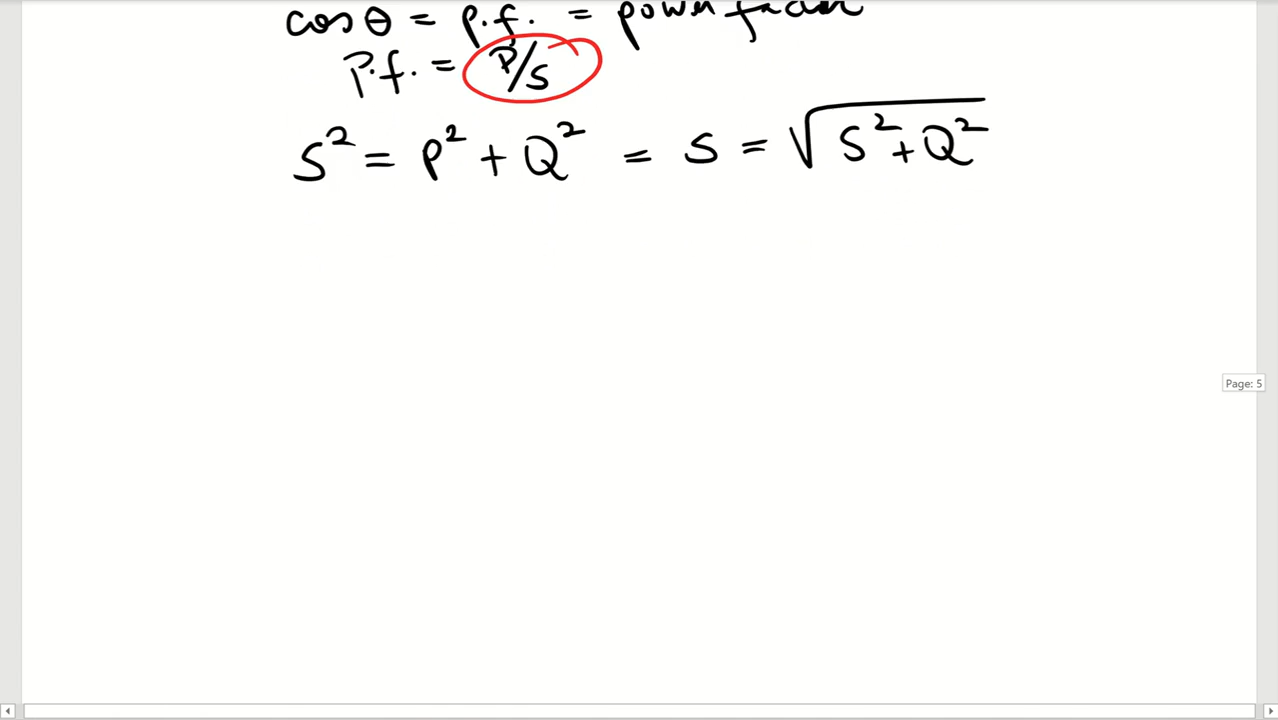 cos θ = p.f. = power factor
P.f. = P/S
S² = P² + Q² = S = √S² + Q²
Page: 5